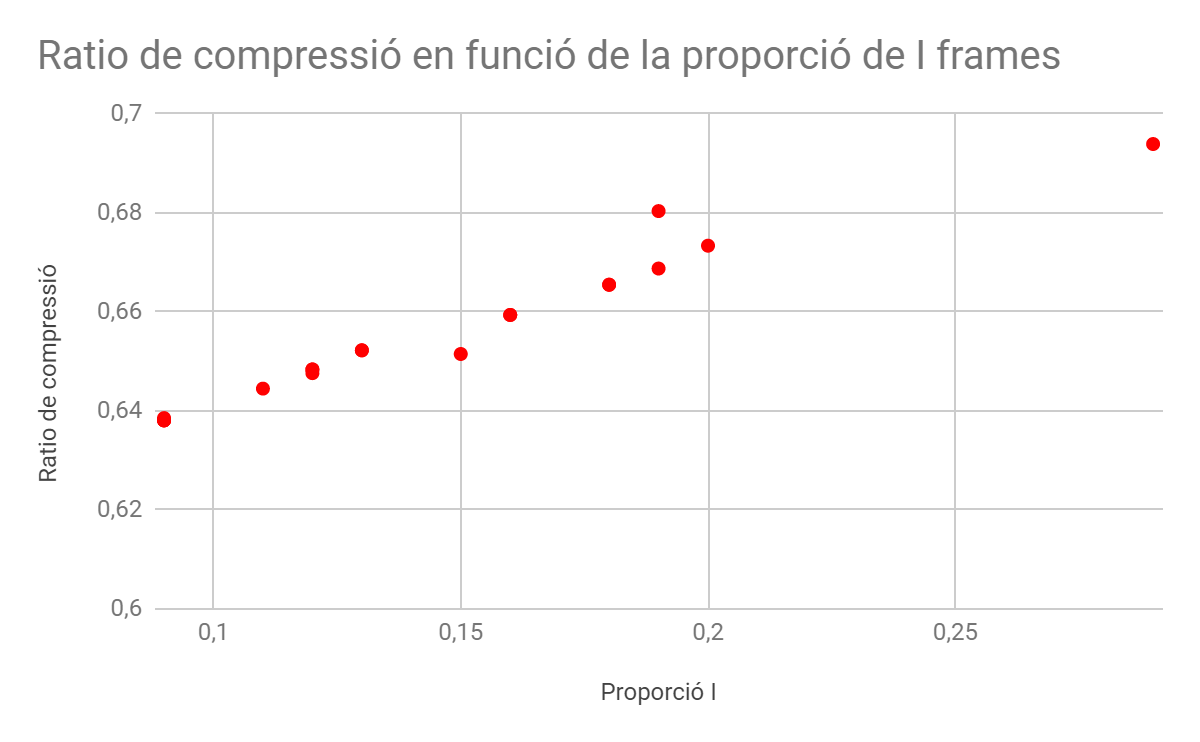 Ratio de compressió en funció de la proporció de I frames
0,7
0,68
0,66
0,64
0,62
0,6
Ratio de compressió
0,1 0,15 0,2 0,25
Proporció I